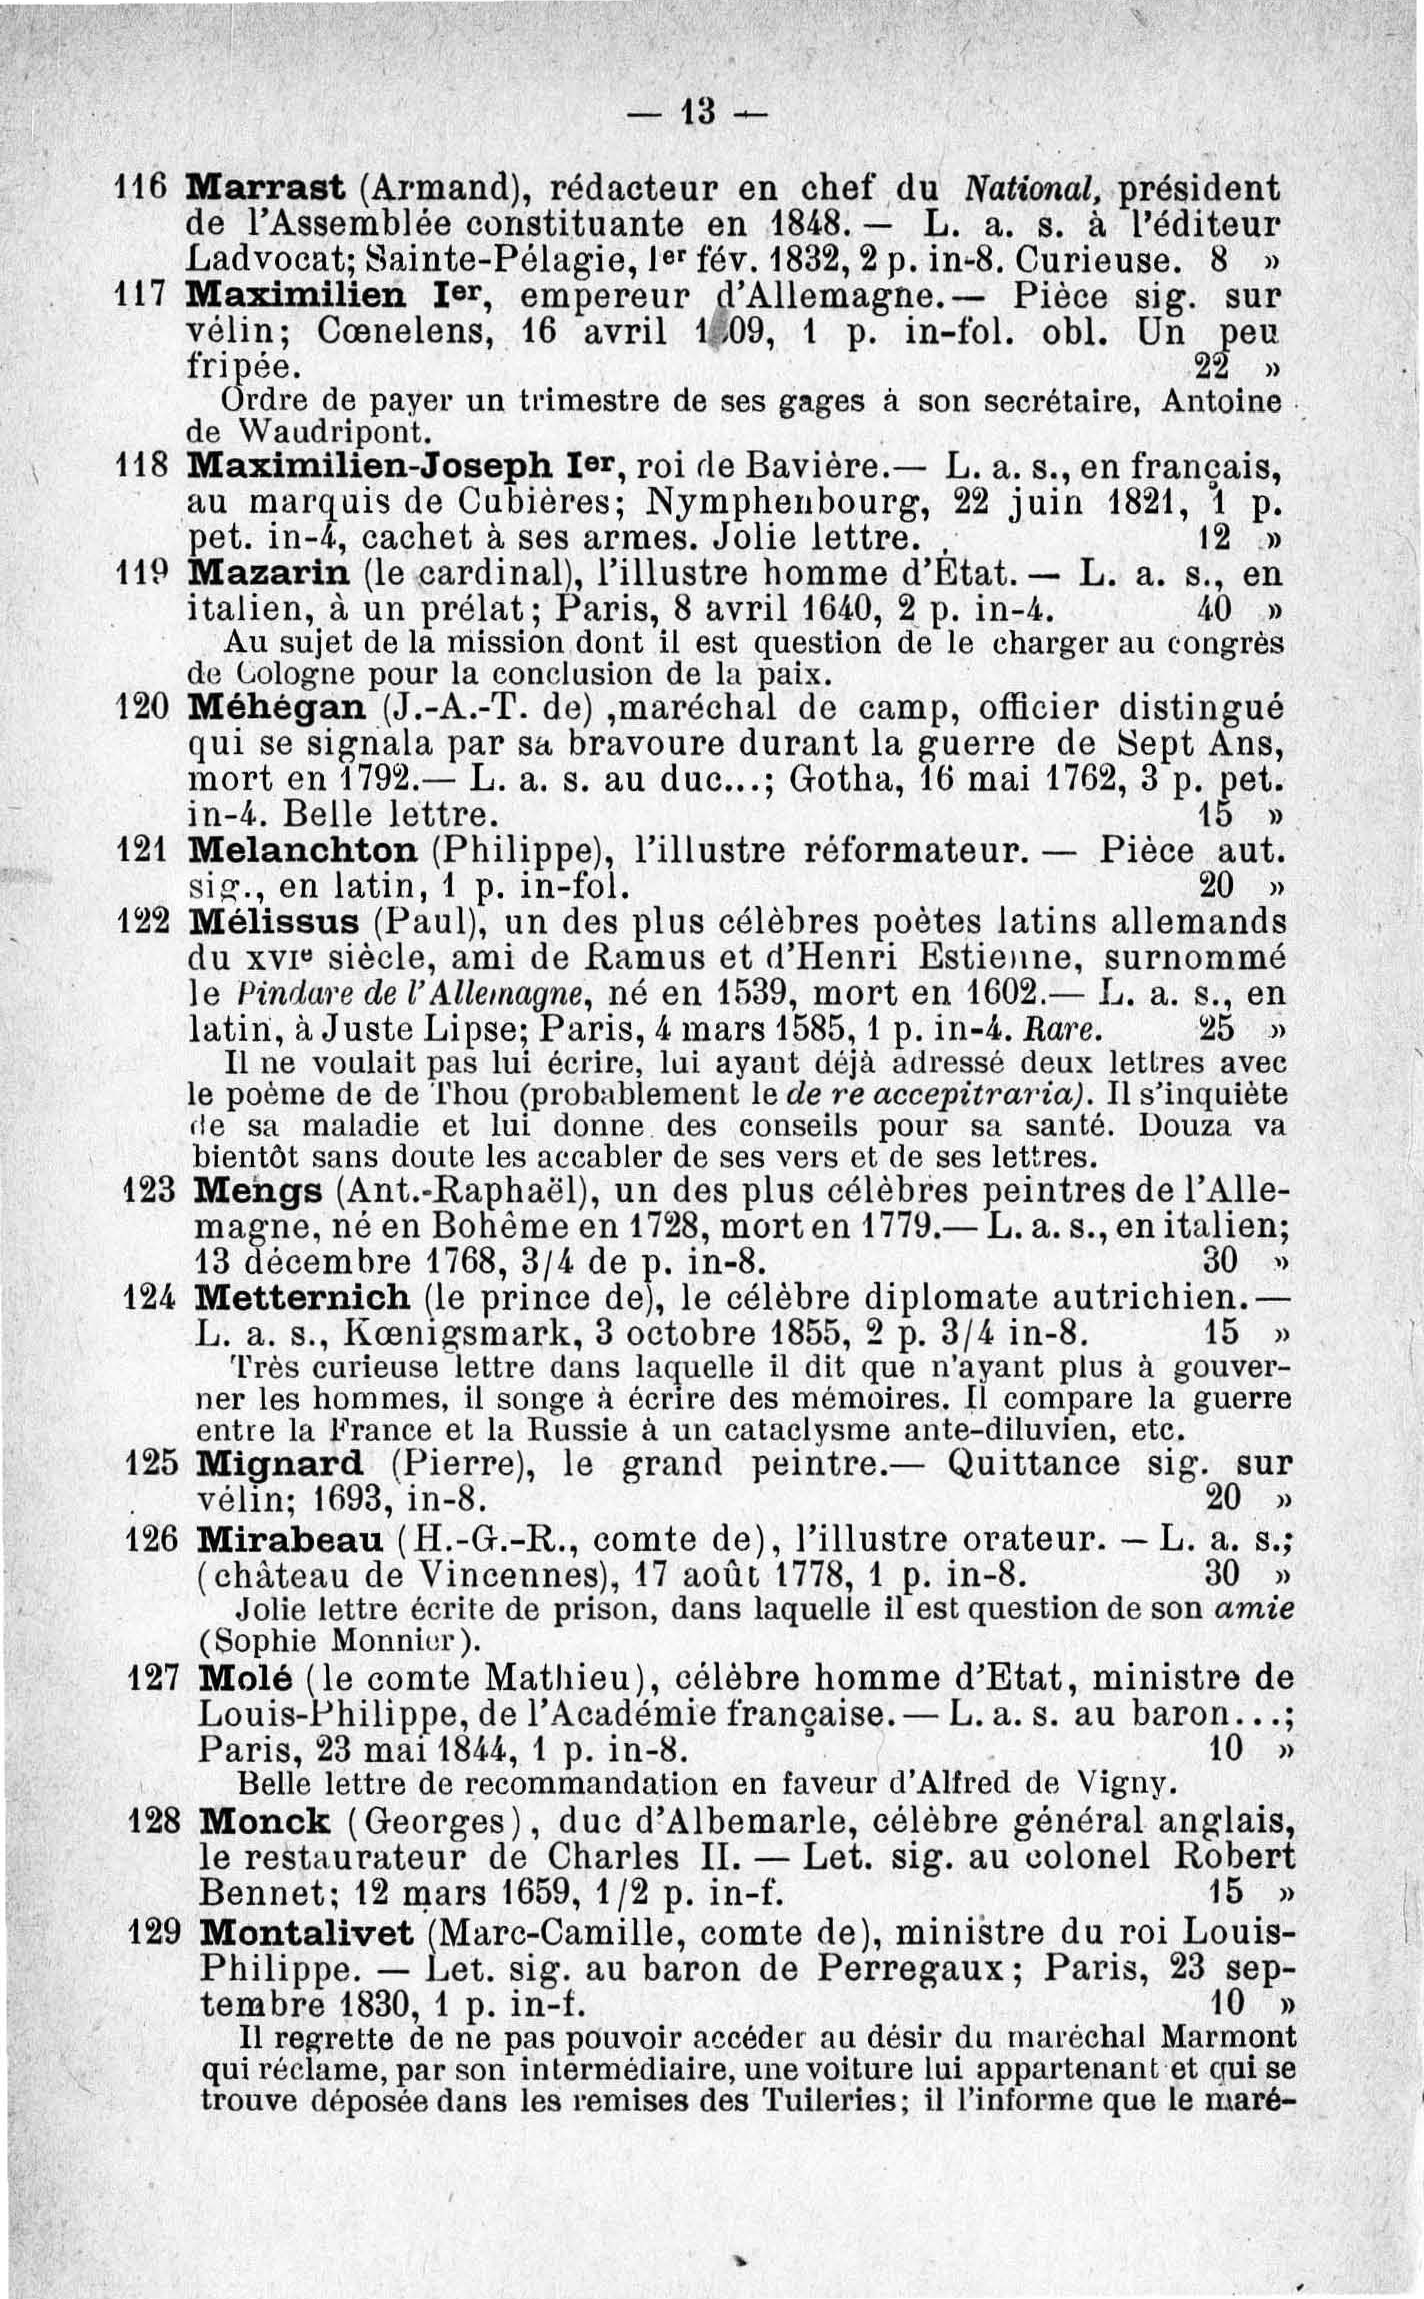 — 13 —
116 Marrast (Armand), rédacteur en chef du National, président
de l'Assemblée constituante en 1848. — L. a. s. à l'éditeur
Ladvocat; Sainte-Pélagie, 1er fév. 1832, 2 p. in-8. Curieuse. 8 »
117 Maximilien Ier, empereur d'Allemagne. — Pièce sig. sur
vélin; Cœnelens, 16 avril 1 09, 1 p. in-fol. obl. Un peu
fripée. 22 »
Ordre de payer un trimestre de ses gages à son secrétaire, Antoine
de Waudripont.
118 Maximilien-Joseph Ier, roi de Bavière. — L. a. s., en français,
au marquis de Cubières; Nymphenbourg, 22 juin 1821, 1 p.
pet. in-4, cachet à ses armes. Jolie lettre. 12 »
119 Mazarin (le cardinal), l'illustre homme d'État. — L. a. s., en
italien, à un prélat; Paris, 8 avril 1640, 2 p. in-4. 40 »
Au sujet de la mission dont il est question de le charger au congrès
de Cologne pour la conclusion de la paix.
120 Méhégan (J.-A.-T. de) ,maréchal de camp, officier distingué
qui se signala par sa bravoure durant la guerre de Sept Ans,
mort en 1792. — L. a. s. au duc...; Gotha, 16 mai 1762, 3 p. pet.
in-4. Belle lettre. 15 »
121 Melanchton (Philippe), l'illustre réformateur. — Pièce aut.
sig., en latin, 1 p. in-fol. 20 »
122 Mélissus (Paul), un des plus célèbres poètes latins allemands
du XVIe siècle, ami de Ramus et d'Henri Estienne, surnommé
le Pindare de l'Allemagne, né en 1539, mort en 1602. — L. a. s., en
latin, à Juste Lipse; Paris, 4 mars 1585, 1 p. in-4. Rare. 25 »
Il ne voulait pas lui écrire, lui ayant déjà adressé deux lettres avec
le poème de de Thou (probablement le de re accepitraria). Il s'inquiète
de sa maladie et lui donne des conseils pour sa santé. Douza va
bientôt sans doute les accabler de ses vers et de ses lettres.
123 Mengs (Ant.-Raphaël), un des plus célèbres peintres de l'Alle-
magne, né en Bohême en 1728, mort en 1779. — L. a. s., en italien;
13 décembre 1768, 3/4 de p. in-8. 30 »
124 Metternich (le prince de), le célèbre diplomate autrichien. —
L. a. s., Kœnigsmark, 3 octobre 1855, 2 p. 3/4 in-8. 15 »
Très curieuse lettre dans laquelle il dit que n'ayant plus à gouver-
ner les hommes, il songe à écrire des mémoires. Il compare la guerre
entre la France et la Russie à un cataclysme ante-diluvien, etc.
125 Mignard (Pierre), le grand peintre. — Quittance sig. sur
vélin; 1693, in-8. 20 »
126 Mirabeau (H.-G.-R., comte de), l'illustre orateur. — L. a. s.;
(château de Vincennes), 17 août 1778, 1 p. in-8. 30 »
Jolie lettre écrite de prison, dans laquelle il est question de son amie
(Sophie Monnier).
127 Molé (le comte Mathieu), célèbre homme d'Etat, ministre de
Louis-Philippe, de l'Académie française. — L. a. s. au baron...;
Paris, 23 mai 1844, 1 p. in-8. 10 »
Belle lettre de recommandation en faveur d'Alfred de Vigny.
128 Monck (Georges), duc d'Albemarle, célèbre général anglais,
le restaurateur de Charles II. — Let. sig. au colonel Robert
Bennet; 12 mars 1659, 1/2 p. in-f. 15 »
129 Montalivet (Marc-Camille, comte de), ministre du roi Louis-
Philippe. — Let. sig. au baron de Perregaux; Paris, 23 sep-
tembre 1830, 1 p. in-f. 10 »
Il regrette de ne pas pouvoir accéder au désir du maréchal Marmont
qui réclame, par son intermédiaire, une voiture lui appartenant et qui se
trouve déposée dans les remises des Tuileries; il l'informe que le maré-